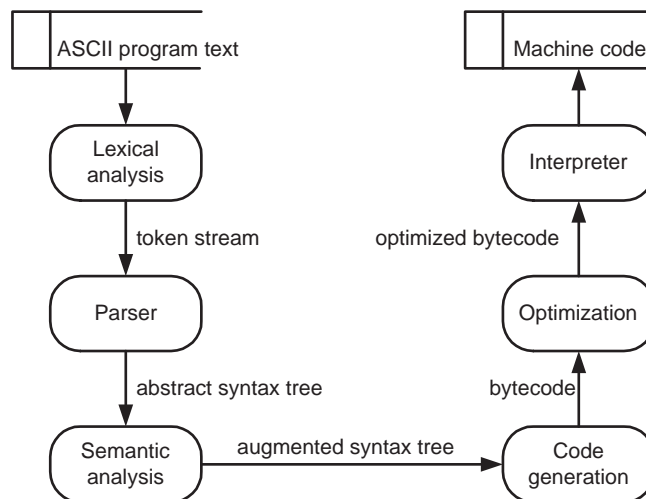 ASCII program text
Lexical
analysis
token stream
Parser
abstract syntax tree
Semantic
analysis
augmented syntax tree
Code
generation
bytecode
Optimization
optimized bytecode
Interpreter
Machine code